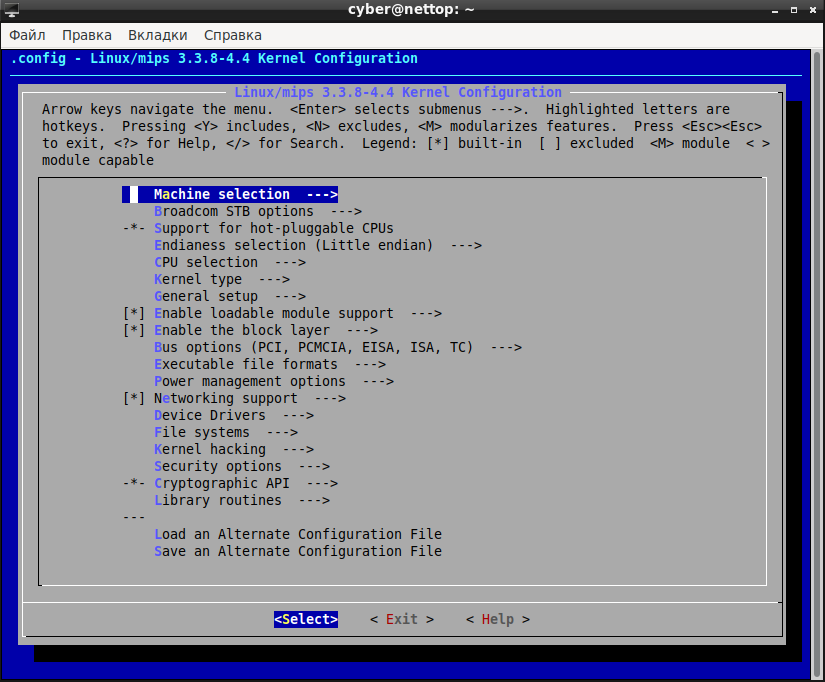 cyber@nettop: ~
Файл Правка Вкладки Справка
.config - Linux/mips 3.3.8-4.4 Kernel Configuration
Linux/mips 3.3.8-4.4 Kernel Configuration
Arrow keys navigate the menu.  <Enter> selects submenus --->.  Highlighted letters are
hotkeys.  Pressing <Y> includes, <N> excludes, <M> modularizes features.  Press <Esc><Esc>
to exit, <?> for Help, </> for Search.  Legend: [*] built-in  [ ] excluded  <M> module  < >
module capable
Machine selection  --->
Broadcom STB options  --->
-*- Support for hot-pluggable CPUs
Endianess selection (Little endian)  --->
CPU selection  --->
Kernel type  --->
General setup  --->
[*] Enable loadable module support  --->
[*] Enable the block layer  --->
Bus options (PCI, PCMCIA, EISA, ISA, TC)  --->
Executable file formats  --->
Power management options  --->
[*] Networking support  --->
Device Drivers  --->
File systems  --->
Kernel hacking  --->
Security options  --->
-*- Cryptographic API  --->
Library routines  --->
---
Load an Alternate Configuration File
Save an Alternate Configuration File
<Select>    < Exit >    < Help >